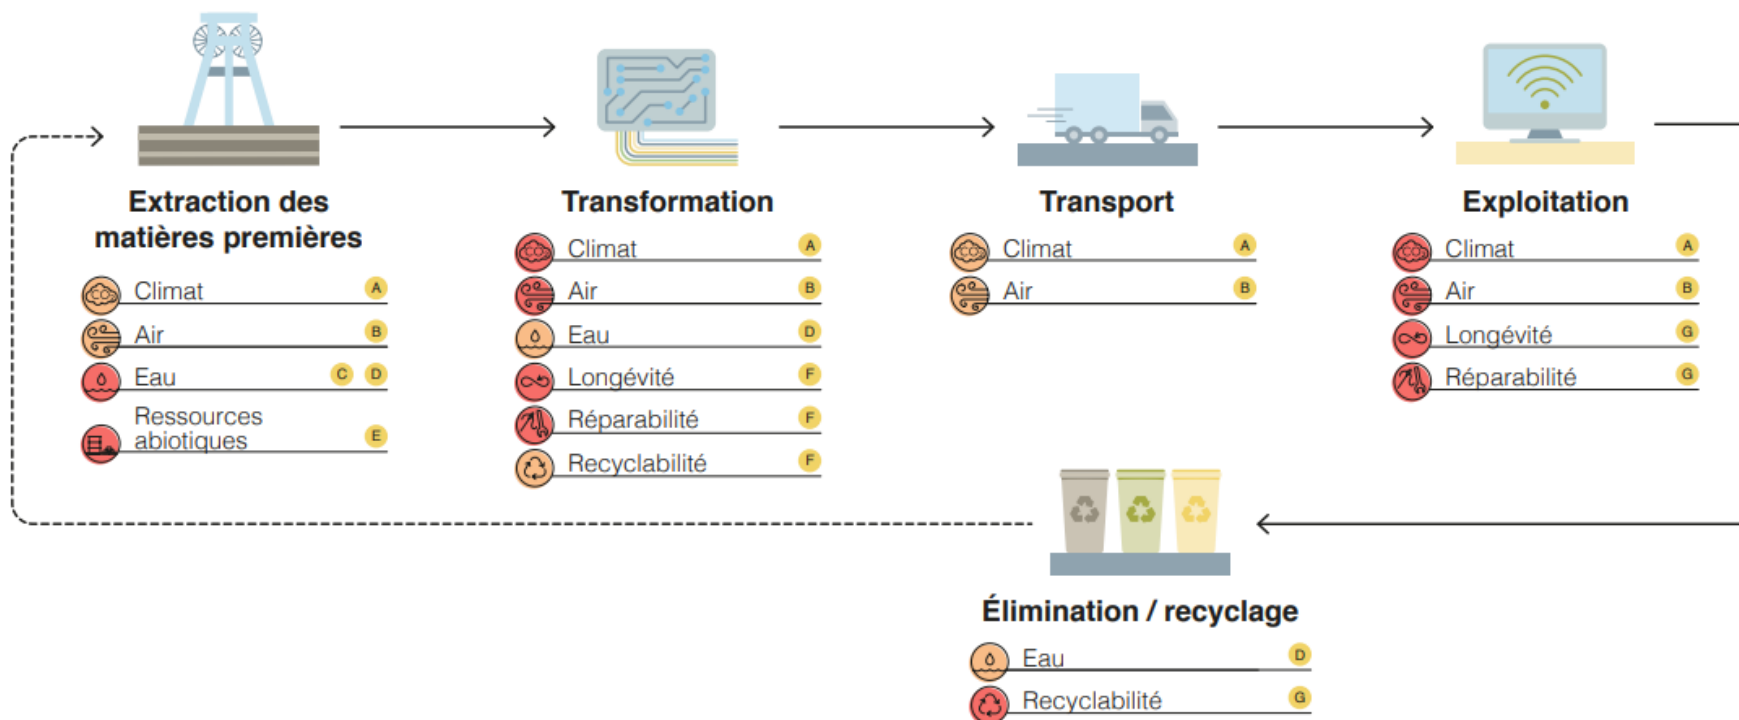 Extraction des
matières premières
Climat A
Air B
Eau C D
Ressources
abiotiques E
Transformation
Climat A
Air B
Eau D
Longévité F
Réparabilité F
Recyclabilité F
Transport
Climat A
Air B
Exploitation
Climat A
Air B
Longévité G
Réparabilité G
Élimination / recyclage
Eau D
Recyclabilité G